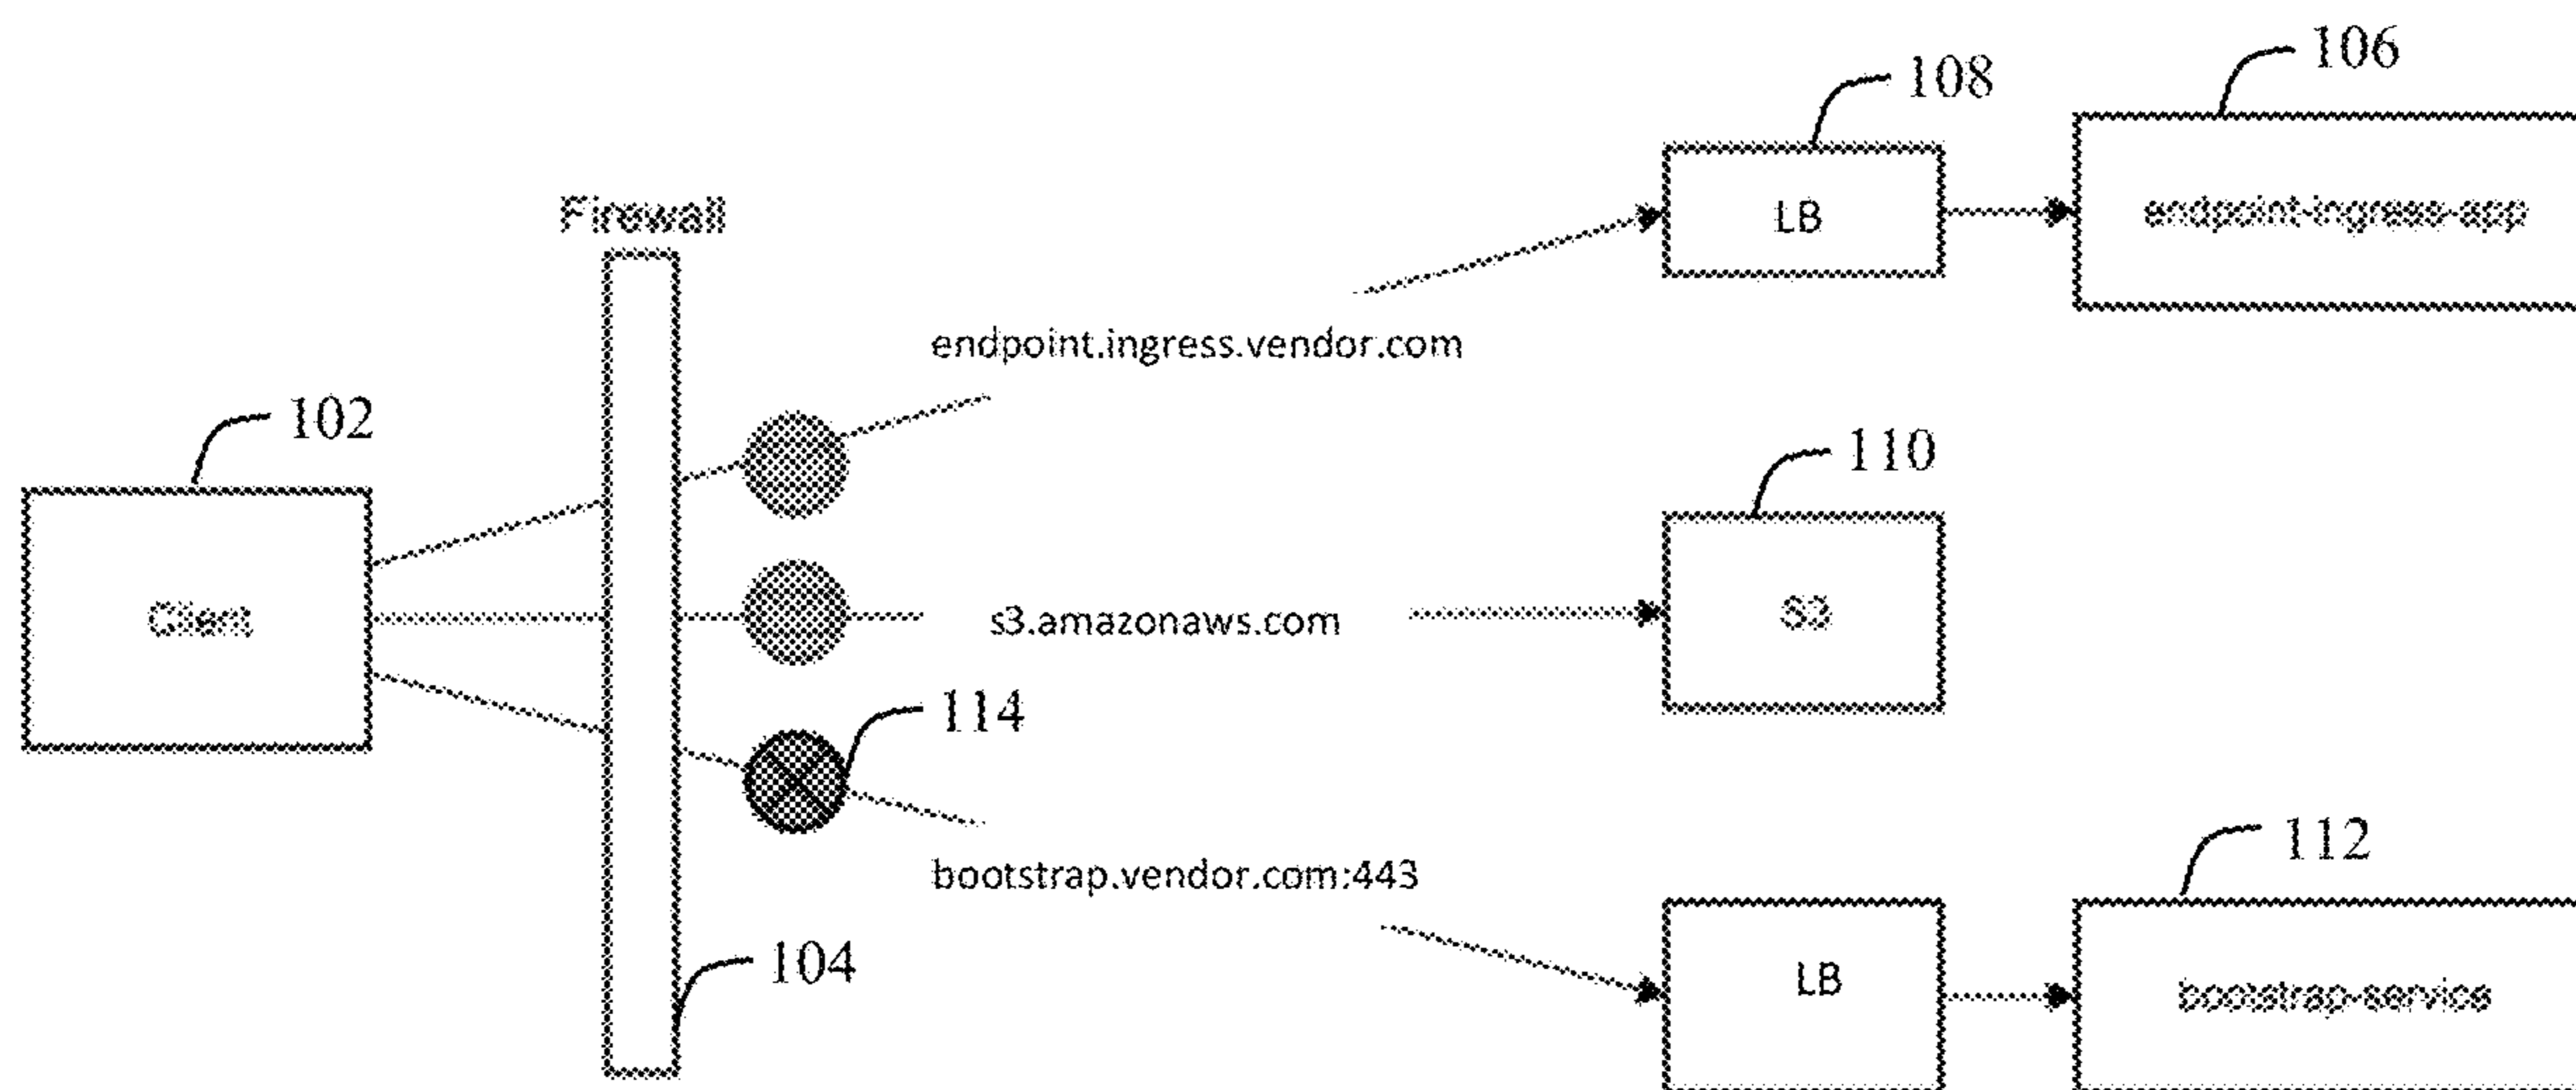 106
108
Firewall
LB
endpoint-ingress-app
endpoint.ingress.vendor.com
102
110
Client
s3.amazonaws.com
S3
114
112
bootstrap.vendor.com:443
104
LB
bootstrap-service